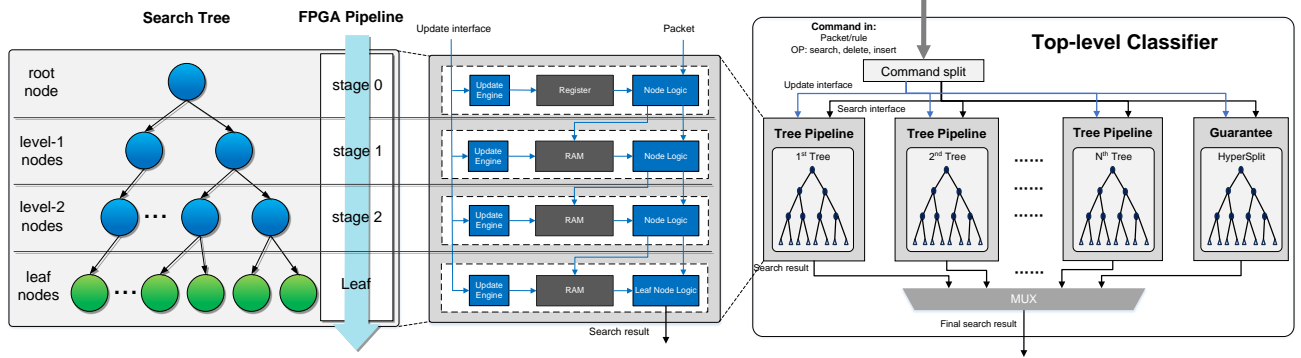 Search Tree
FPGA Pipeline
root
node
level-1
nodes
level-2
nodes
leaf
nodes
...
...
stage 0
stage 1
stage 2
Leaf
Update interface
Packet
Update
Engine
Register
Node Logic
Update
Engine
RAM
Node Logic
Update
Engine
RAM
Node Logic
Update
Engine
RAM
Leaf Node Logic
Search result
Command in:
Packet/rule
OP: search, delete, insert
Top-level Classifier
Command split
Update interface
Search interface
Tree Pipeline
1st Tree
Tree Pipeline
2nd Tree
......
......
......
......
Tree Pipeline
Nth Tree
Guarantee
HyperSplit
Search result
MUX
Final search result